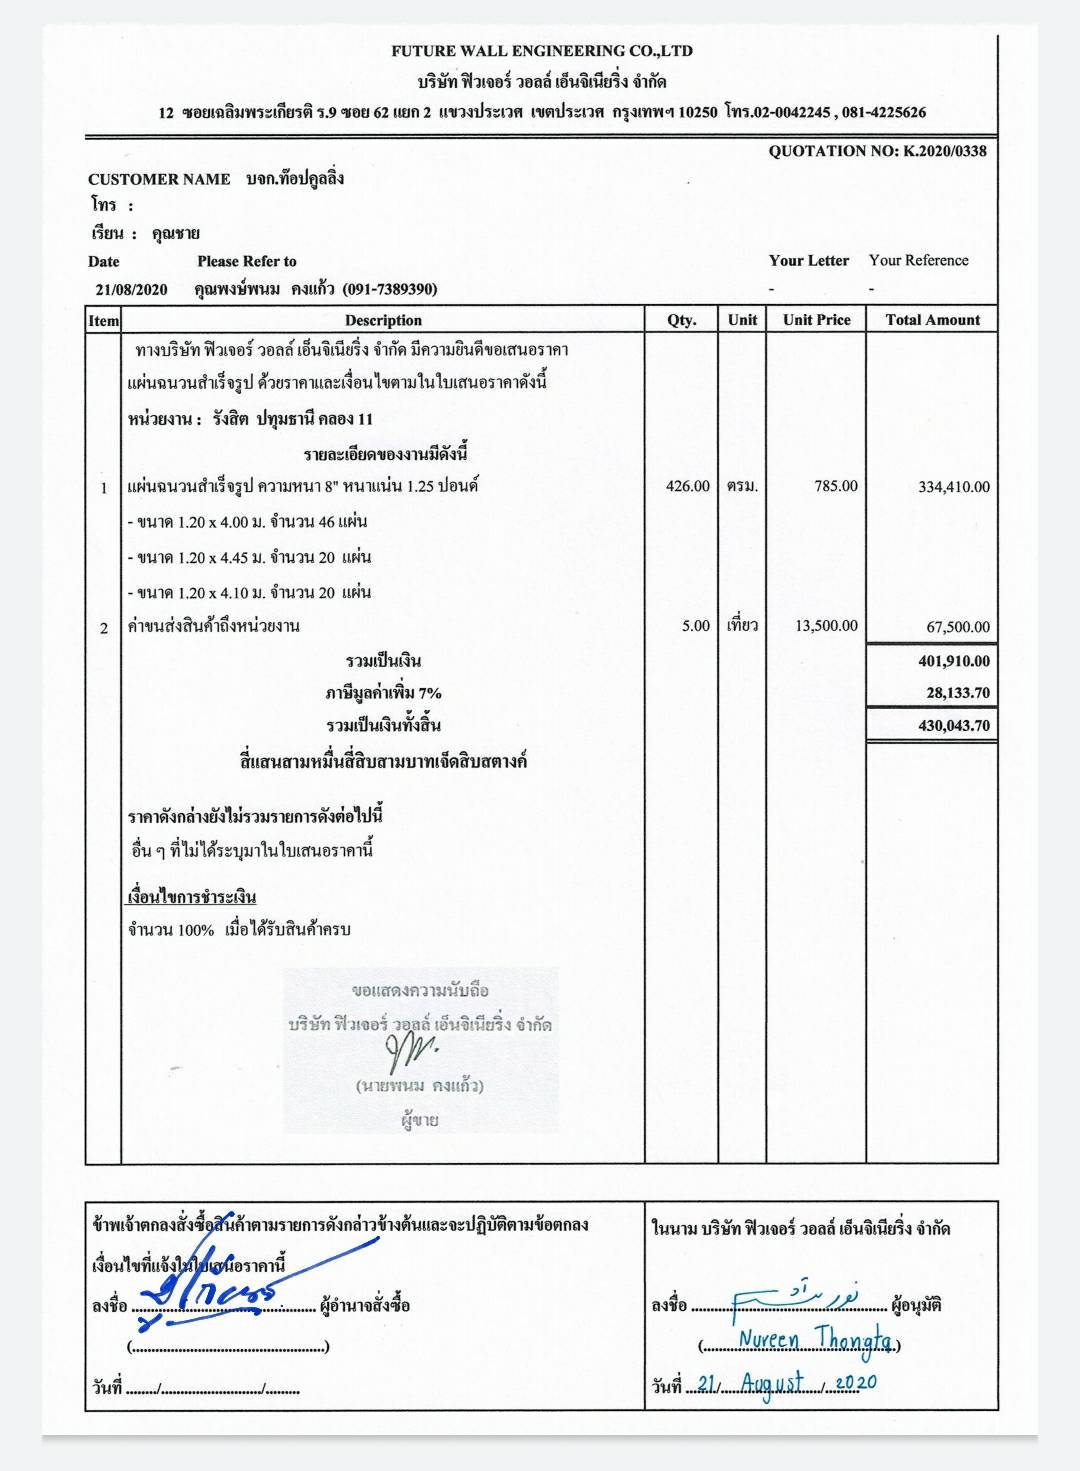 FUTURE WALL ENGINEERING CO.,LTD
บริษัท ฟิวเจอร์ วอลล์ เอ็นจิเนียริ่ง จำกัด
12 ซอยเฉลิมพระเกียรติ ร.9 ซอย 62 แยก 2 แขวงประเวศ เขตประเวศ กรุงเทพฯ 10250 โทร.02-0042245 , 081-4225626
QUOTATION NO: K.2020/0338
CUSTOMER NAME บจก.ท๊อปคูลลิ่ง
โทร :
เรียน : คุณชาย
Date Please Refer to Your Letter Your Reference
21/08/2020 คุณพงษ์พนม คงแก้ว (091-7389390) - -
Item Description Qty. Unit Unit Price Total Amount
ทางบริษัท ฟิวเจอร์ วอลล์ เอ็นจิเนียริ่ง จำกัด มีความยินดีขอเสนอราคา
แผ่นฉนวนสำเร็จรูป ด้วยราคาและเงื่อนไขตามในใบเสนอราคาดังนี้
หน่วยงาน : รังสิต ปทุมธานี คลอง 11
รายละเอียดของงานมีดังนี้
1 แผ่นฉนวนสำเร็จรูป ความหนา 8" หนาแน่น 1.25 ปอนด์ 426.00 ตรม. 785.00 334,410.00
- ขนาด 1.20 x 4.00 ม. จำนวน 46 แผ่น
- ขนาด 1.20 x 4.45 ม. จำนวน 20 แผ่น
- ขนาด 1.20 x 4.10 ม. จำนวน 20 แผ่น
2 ค่าขนส่งสินค้าถึงหน่วยงาน 5.00 เที่ยว 13,500.00 67,500.00
รวมเป็นเงิน 401,910.00
ภาษีมูลค่าเพิ่ม 7% 28,133.70
รวมเป็นเงินทั้งสิ้น 430,043.70
สี่แสนสามหมื่นสี่สิบสามบาทเจ็ดสิบสตางค์
ราคาดังกล่างยังไม่รวมรายการดังต่อไปนี้
อื่น ๆ ที่ไม่ได้ระบุมาในใบเสนอราคานี้
เงื่อนไขการชำระเงิน
จำนวน 100% เมื่อได้รับสินค้าครบ
ขอแสดงความนับถือ
บริษัท ฟิวเจอร์ วอลล์ เอ็นจิเนียริ่ง จำกัด
(นายพนม คงแก้ว)
ผู้ขาย
ข้าพเจ้าตกลงสั่งซื้อสินค้าตามรายการดังกล่าวข้างต้นและจะปฏิบัติตามข้อตกลง
เงื่อนไขที่แจ้งในใบเสนอราคานี้
ลงชื่อ ........................................ ผู้อำนาจสั่งซื้อ
(................................................)
วันที่ ......../........................./.........
ในนาม บริษัท ฟิวเจอร์ วอลล์ เอ็นจิเนียริ่ง จำกัด
ลงชื่อ ........................................ ผู้อนุมัติ
(Nureen Thongta)
วันที่ 21/August/2020